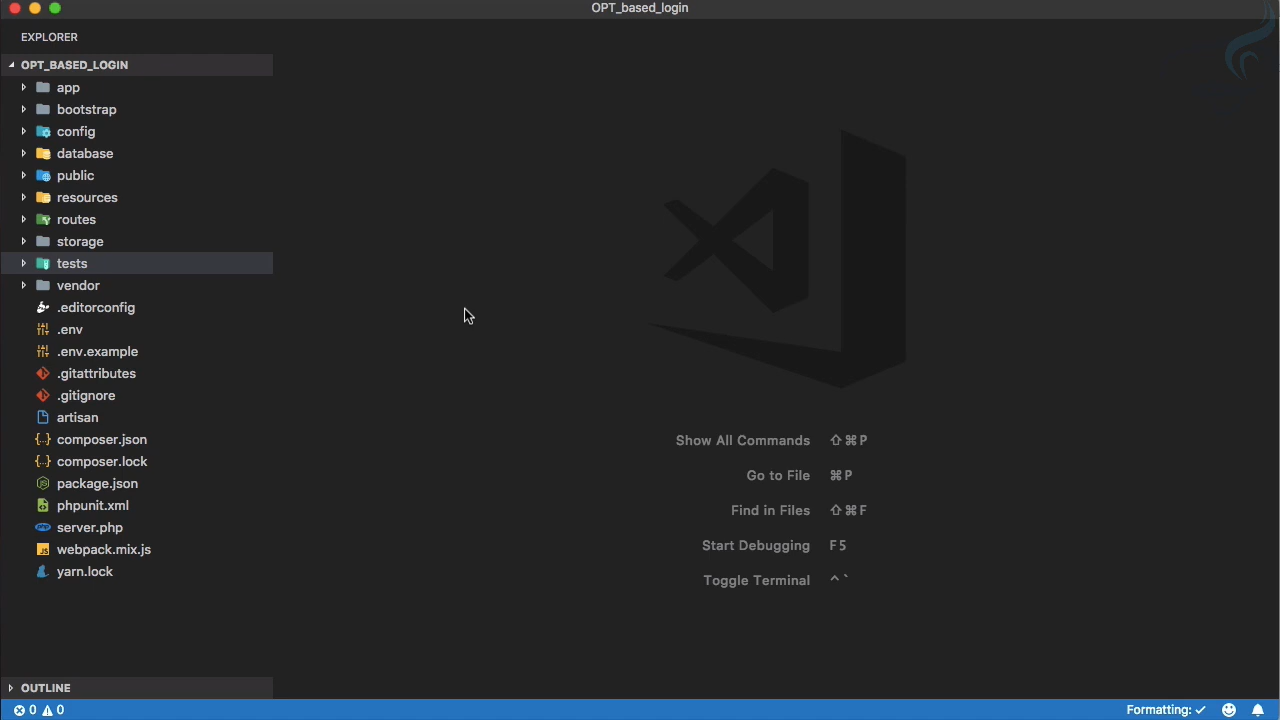 OPT_based_login
EXPLORER
OPT_BASED_LOGIN
app
bootstrap
config
database
public
resources
routes
storage
tests
vendor
.editorconfig
.env
.env.example
.gitattributes
.gitignore
artisan
composer.json
composer.lock
package.json
phpunit.xml
server.php
webpack.mix.js
yarn.lock
Show All Commands ⇧⌘P
Go to File ⌘P
Find in Files ⇧⌘F
Start Debugging F5
Toggle Terminal ^`
OUTLINE
0 0
Formatting: ✓